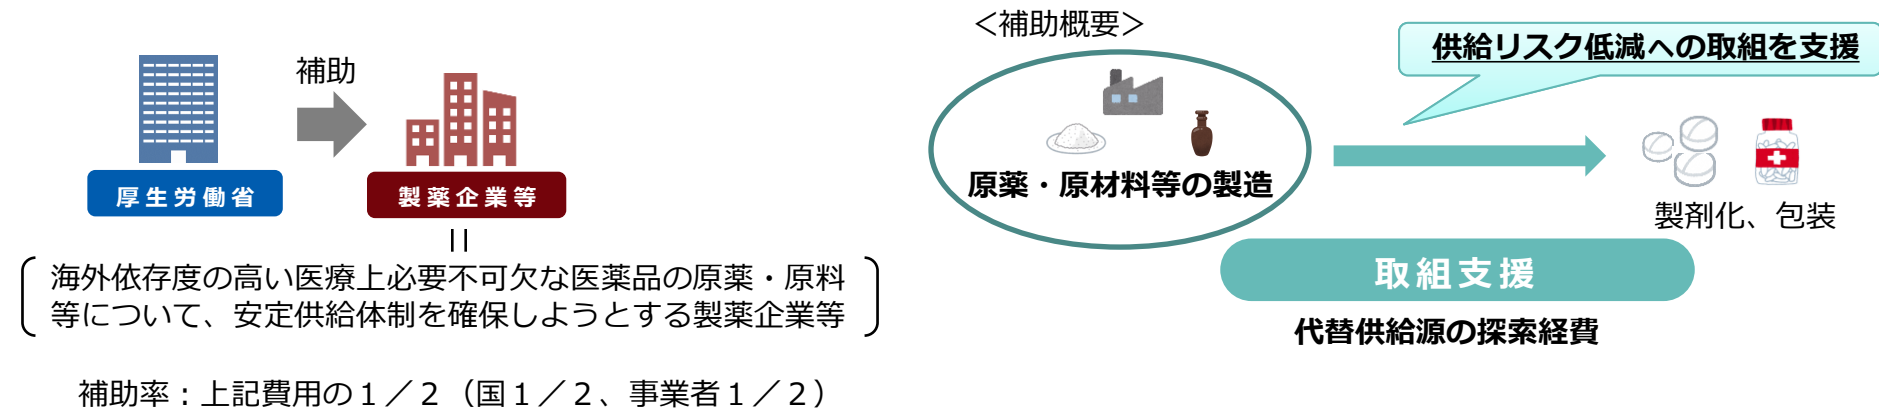 補助
厚生労働省
製薬企業等
=
海外依存度の高い医療上必要不可欠な医薬品の原薬・原料
等について、安定供給体制を確保しようとする製薬企業等
補助率：上記費用の１／２（国１／２、事業者１／２）
＜補助概要＞
供給リスク低減への取組を支援
原薬・原材料等の製造
製剤化、包装
取組支援
代替供給源の探索経費